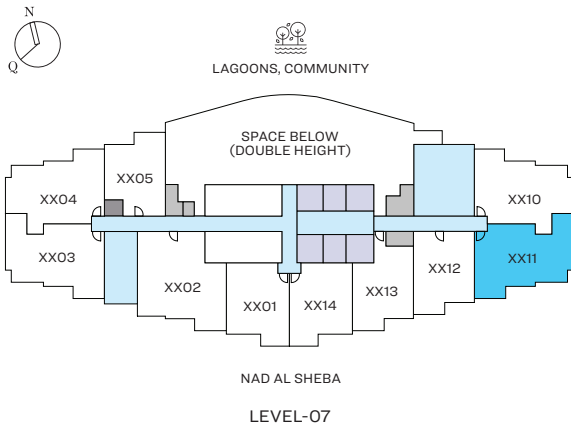 N
Q
LAGOONS, COMMUNITY
SPACE BELOW
(DOUBLE HEIGHT)
XX05
XX04
XX10
XX03
XX11
XX12
XX02
XX13
XX01
XX14
NAD AL SHEBA
LEVEL-07